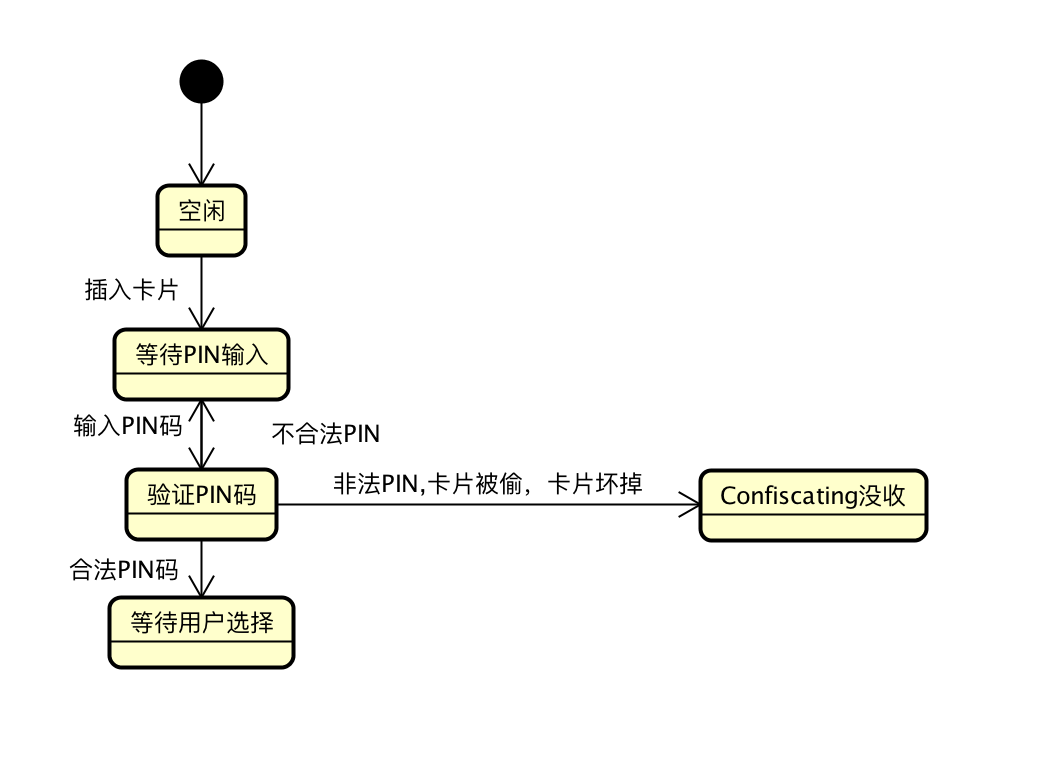 空闲
插入卡片
等待PIN输入
输入PIN码
不合法PIN
验证PIN码
非法PIN,卡片被偷，卡片坏掉
Confiscating没收
合法PIN码
等待用户选择